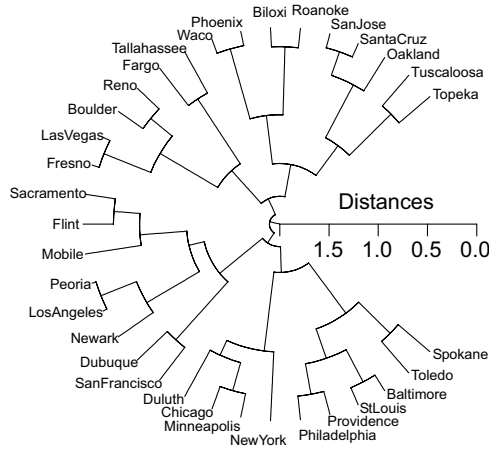 Biloxi Roanoke
Phoenix
SanJose
Waco
SantaCruz
Tallahassee
Oakland
Fargo
Tuscaloosa
Reno
Topeka
Boulder
LasVegas
Fresno
Sacramento
Distances
Flint
1.5 1.0 0.5 0.0
Mobile
Peoria
LosAngeles
Newark
Spokane
Dubuque
Toledo
SanFrancisco
Baltimore
Duluth
StLouis
Chicago
Providence
Minneapolis
Philadelphia
NewYork